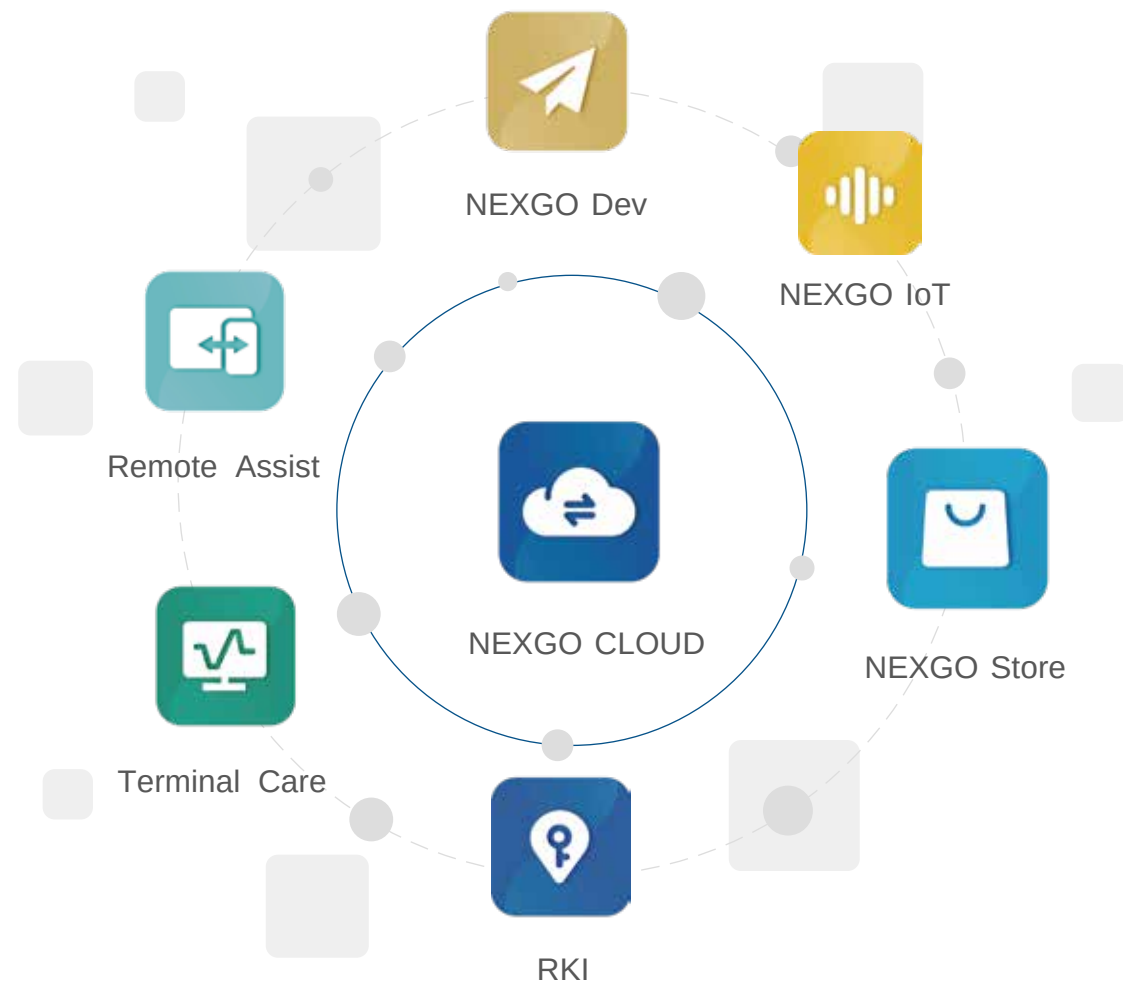 NEXGO Dev
NEXGO IoT
Remote Assist
NEXGO CLOUD
NEXGO Store
Terminal Care
RKI